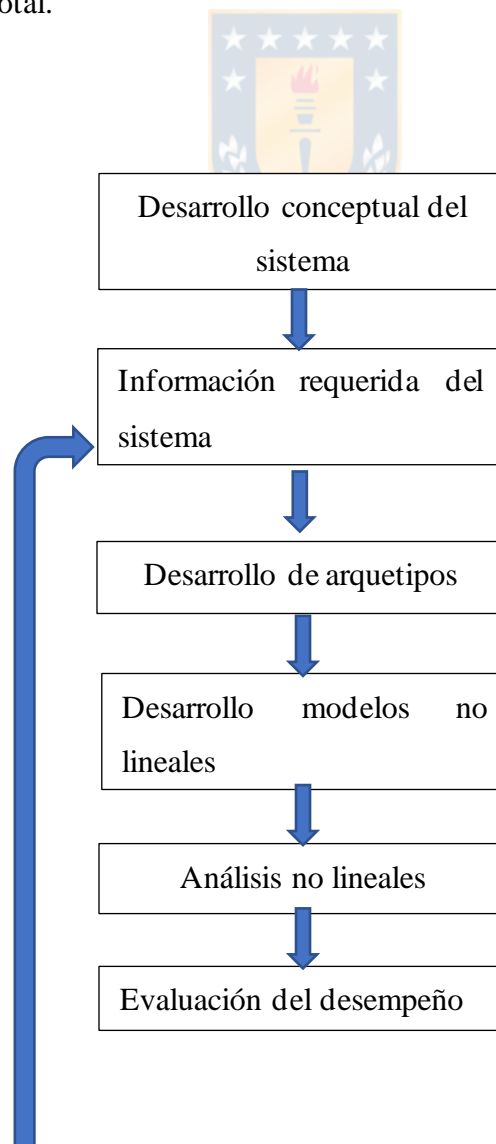 otal.
Desarrollo conceptual del
sistema
Información requerida del
sistema
Desarrollo de arquetipos
Desarrollo modelos no
lineales
Análisis no lineales
Evaluación del desempeño